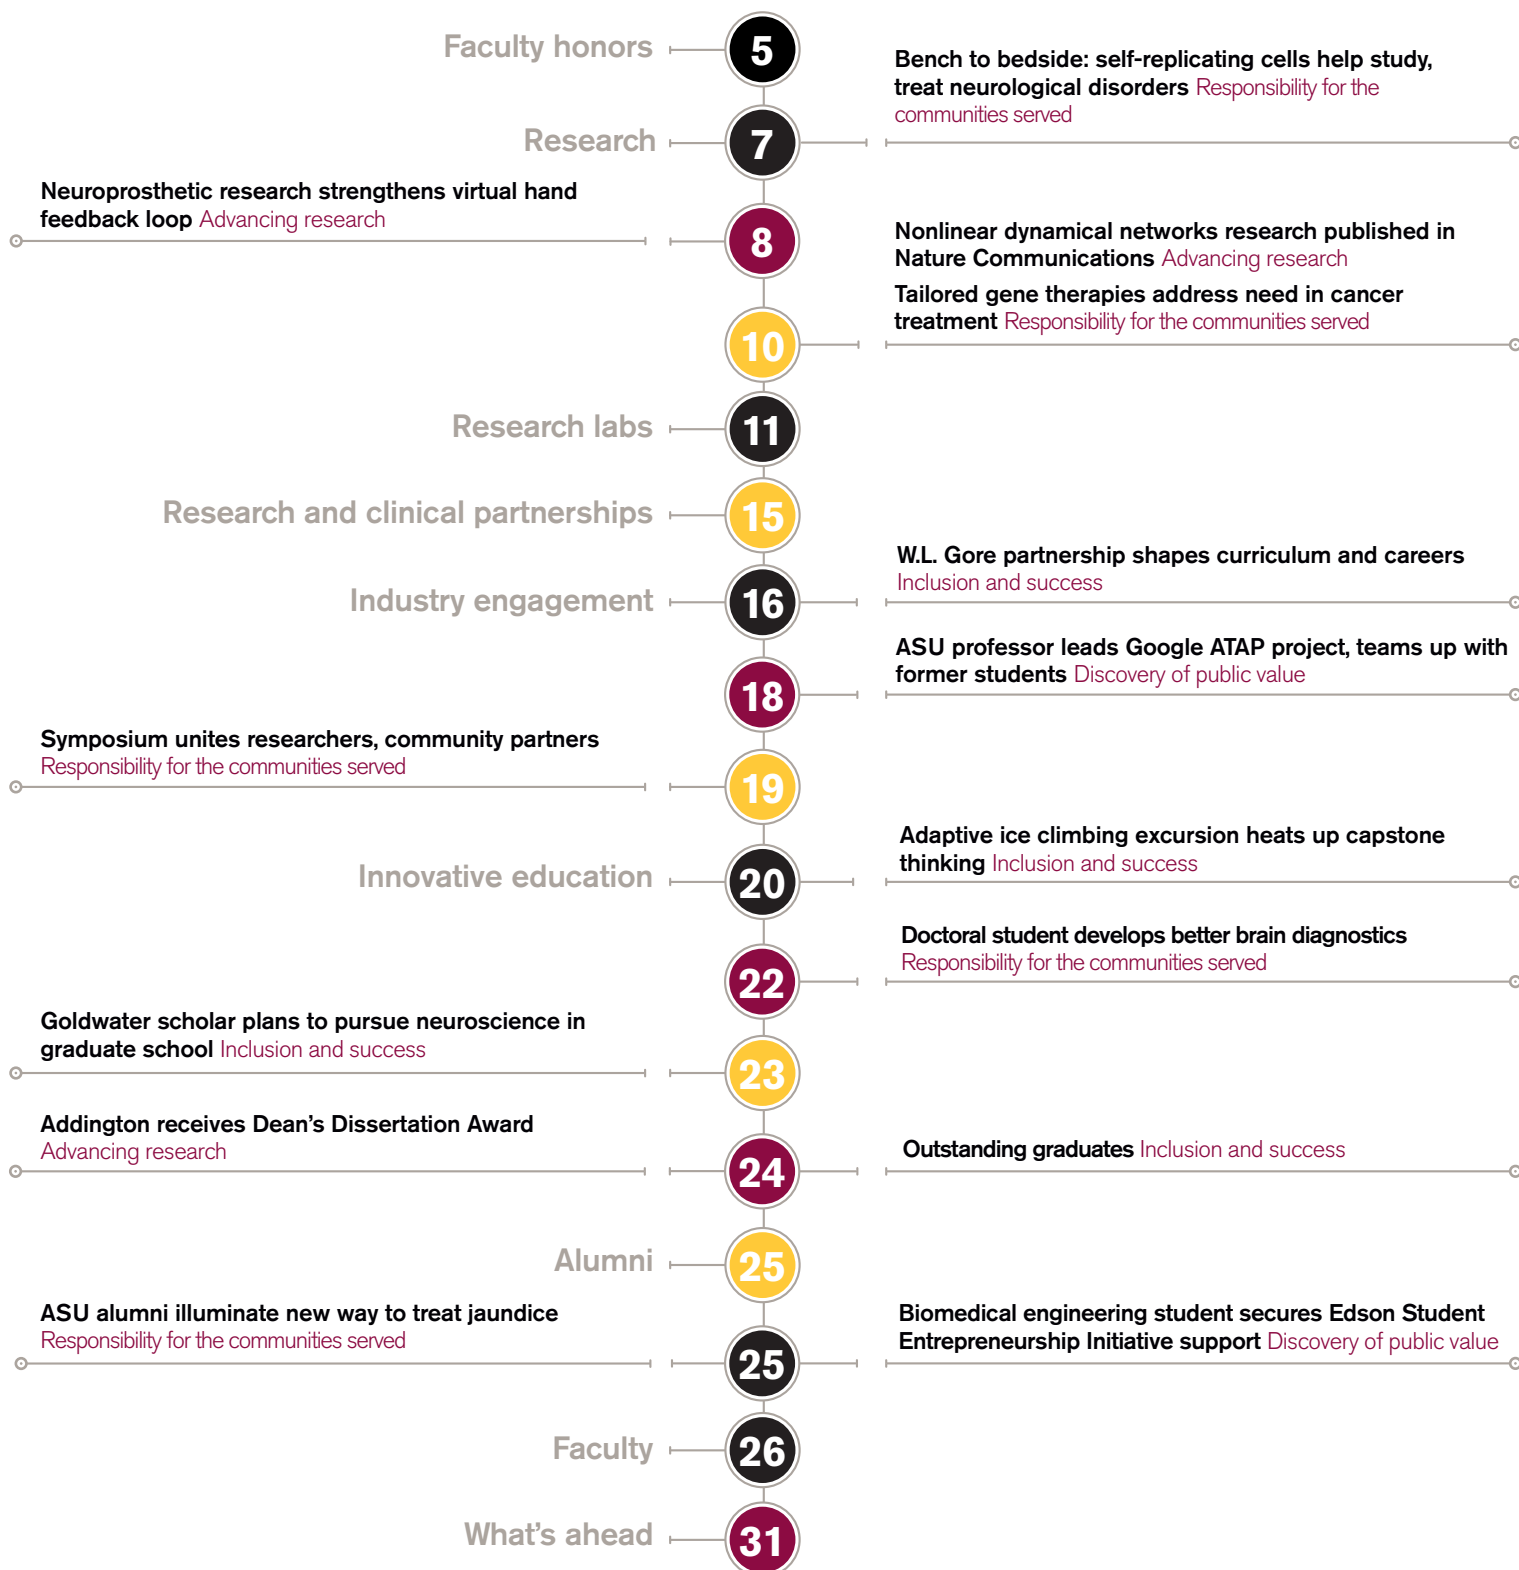 Faculty honors
5
Bench to bedside: self-replicating cells help study,
treat neurological disorders Responsibility for the
communities served
Research
7
Neuroprosthetic research strengthens virtual hand
feedback loop Advancing research
8
Nonlinear dynamical networks research published in
Nature Communications Advancing research
Tailored gene therapies address need in cancer
treatment Responsibility for the communities served
10
Research labs
11
Research and clinical partnerships
15
W.L. Gore partnership shapes curriculum and careers
Inclusion and success
Industry engagement
16
ASU professor leads Google ATAP project, teams up with
former students Discovery of public value
18
Symposium unites researchers, community partners
Responsibility for the communities served
19
Adaptive ice climbing excursion heats up capstone
thinking Inclusion and success
Innovative education
20
Doctoral student develops better brain diagnostics
Responsibility for the communities served
22
Goldwater scholar plans to pursue neuroscience in
graduate school Inclusion and success
23
Addington receives Dean's Dissertation Award
Advancing research
24
Outstanding graduates Inclusion and success
Alumni
25
ASU alumni illuminate new way to treat jaundice
Responsibility for the communities served
25
Biomedical engineering student secures Edson Student
Entrepreneurship Initiative support Discovery of public value
Faculty
26
What's ahead
31